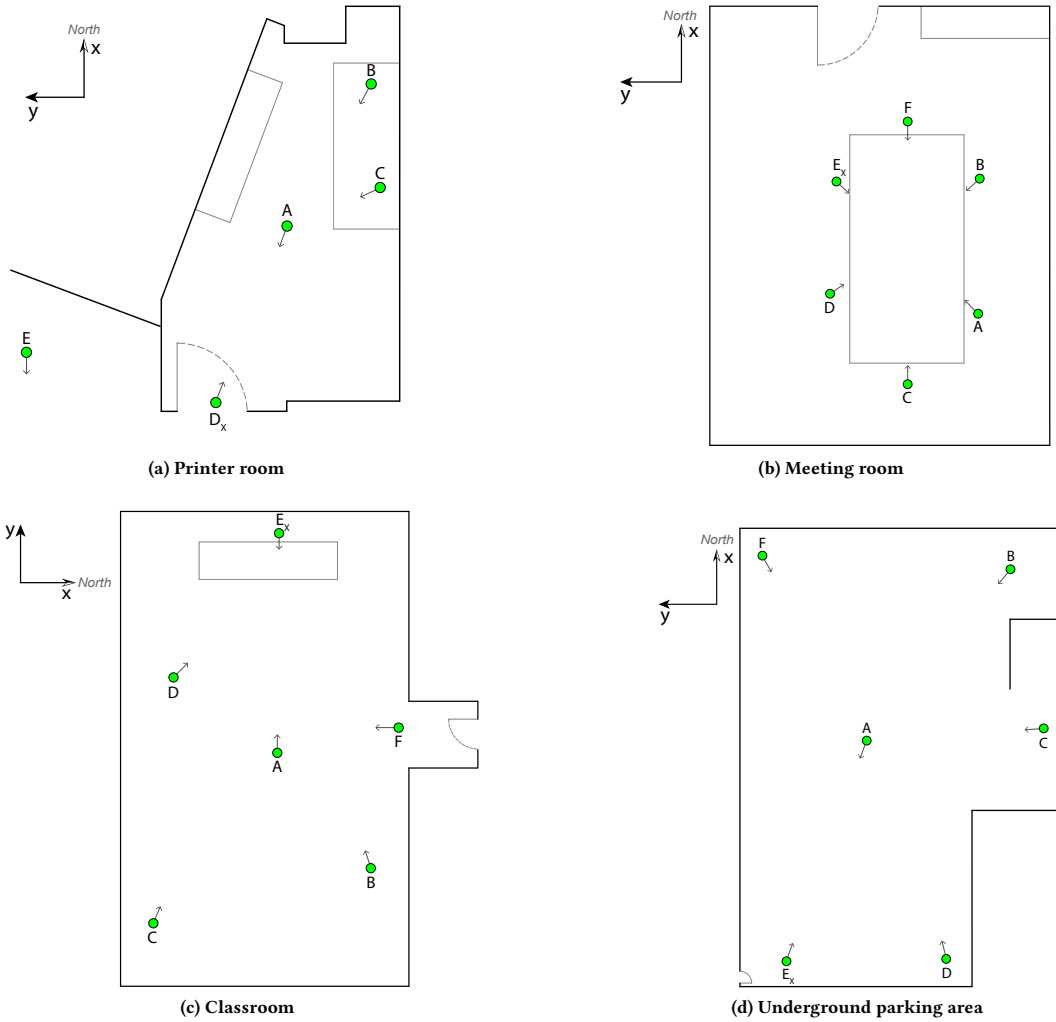 North
x
y
B
C
A
E
Dx
(a) Printer room
North
x
y
F
Ex
B
D
A
C
(b) Meeting room
y
North
x
Ex
D
F
A
B
C
(c) Classroom
North
x
y
F
B
A
C
Ex
D
(d) Underground parking area